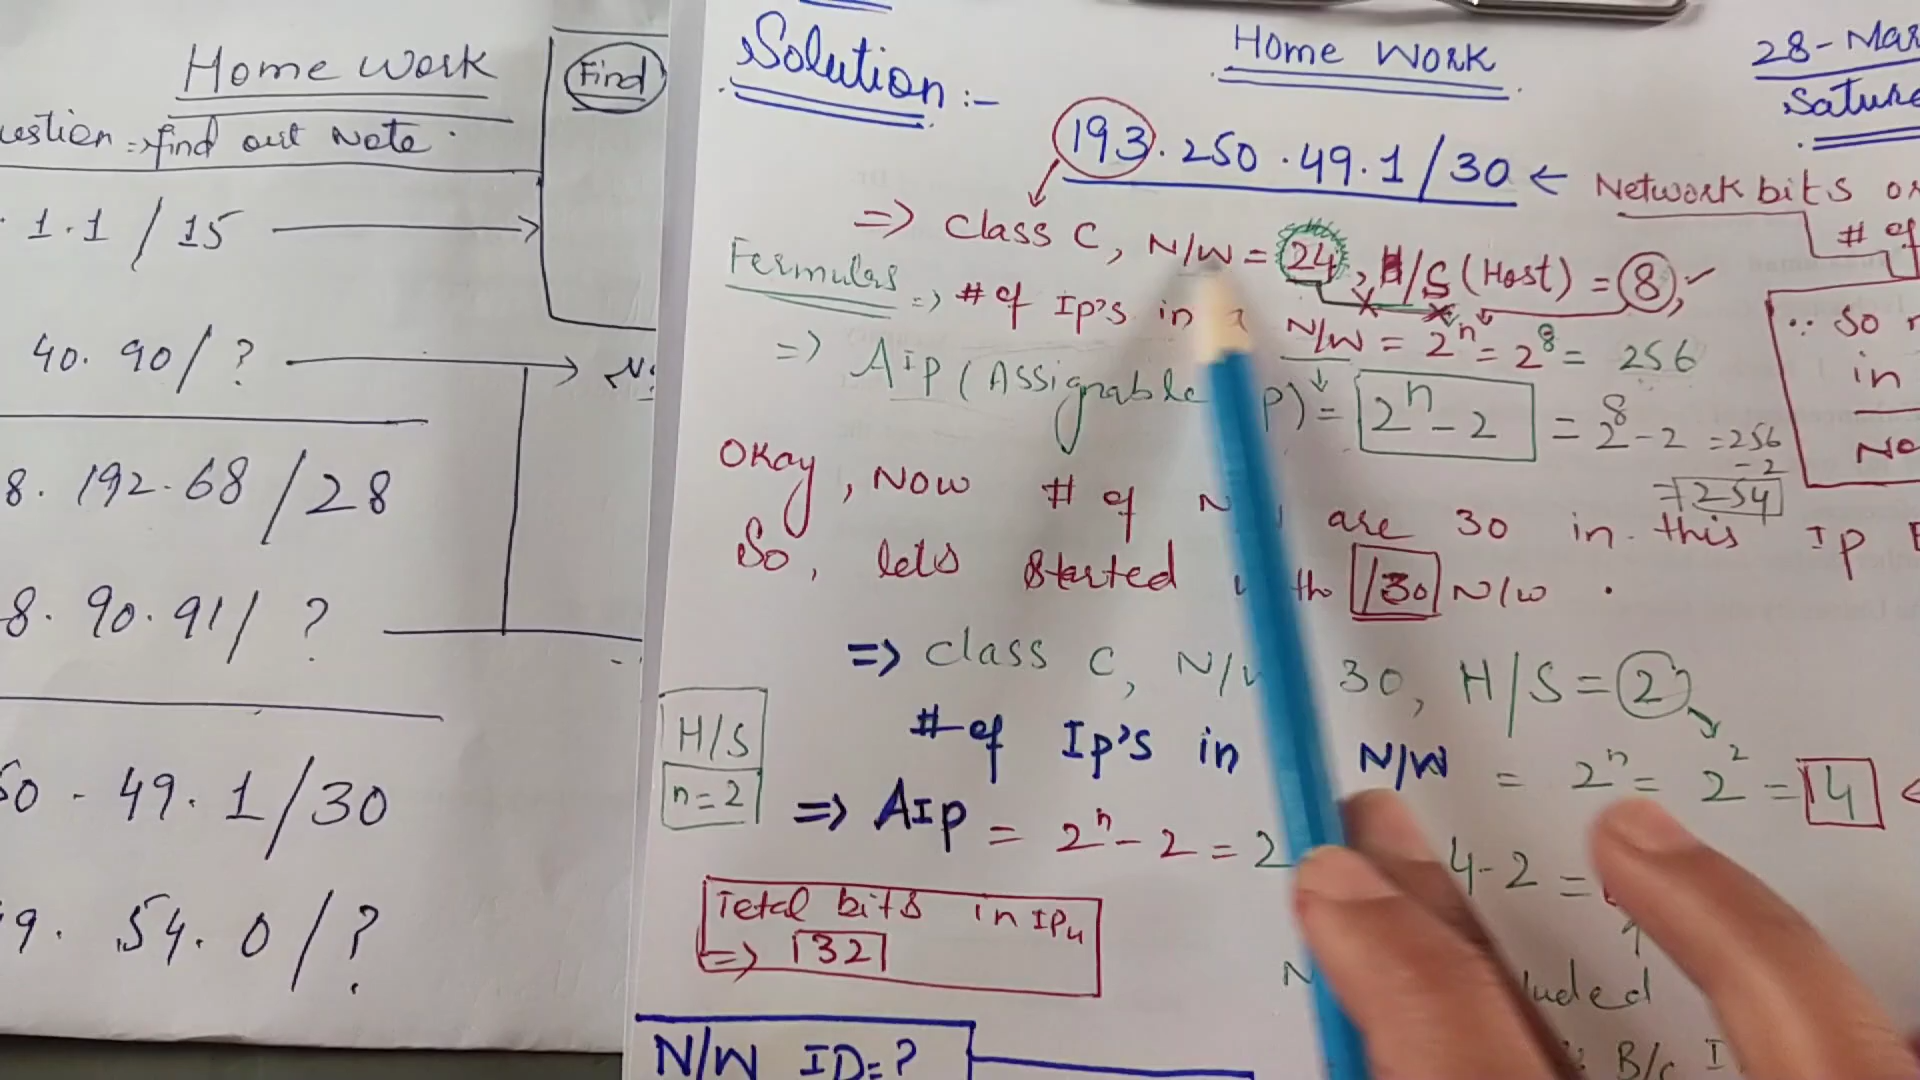 Home Work
Find
uestion => find out Note.
. 1.1 / 15
40. 90 / ?
8. 192.68 / 28
8. 90.91 / ?
50 - 49.1 / 30
9. 54.0 / ?
Solution :-
Home Work
28-Mar
193.250.49.1/30 ← Network bits or
# of
=> Class C, N/W = 24, H/S (Host) = 8,
Formulas => # of Ip's in N/W = 2^n = 2^8 = 256
=> AIP (Assignable P) = 2^n - 2 = 2^8 - 2 = 256
-2
= 254
∵ So
in
Okay, Now # of N are 30 in this Ip
So, lets started with /30 N/W.
=> Class C, N/ 30, H/S = 2
H/S
n=2
# of Ip's in N/W = 2^n = 2^2 = 4
=> AIP = 2^n - 2 = 2 4-2 =
Total bits in IP4
=> 32
luded
N/W ID=?
B/c I